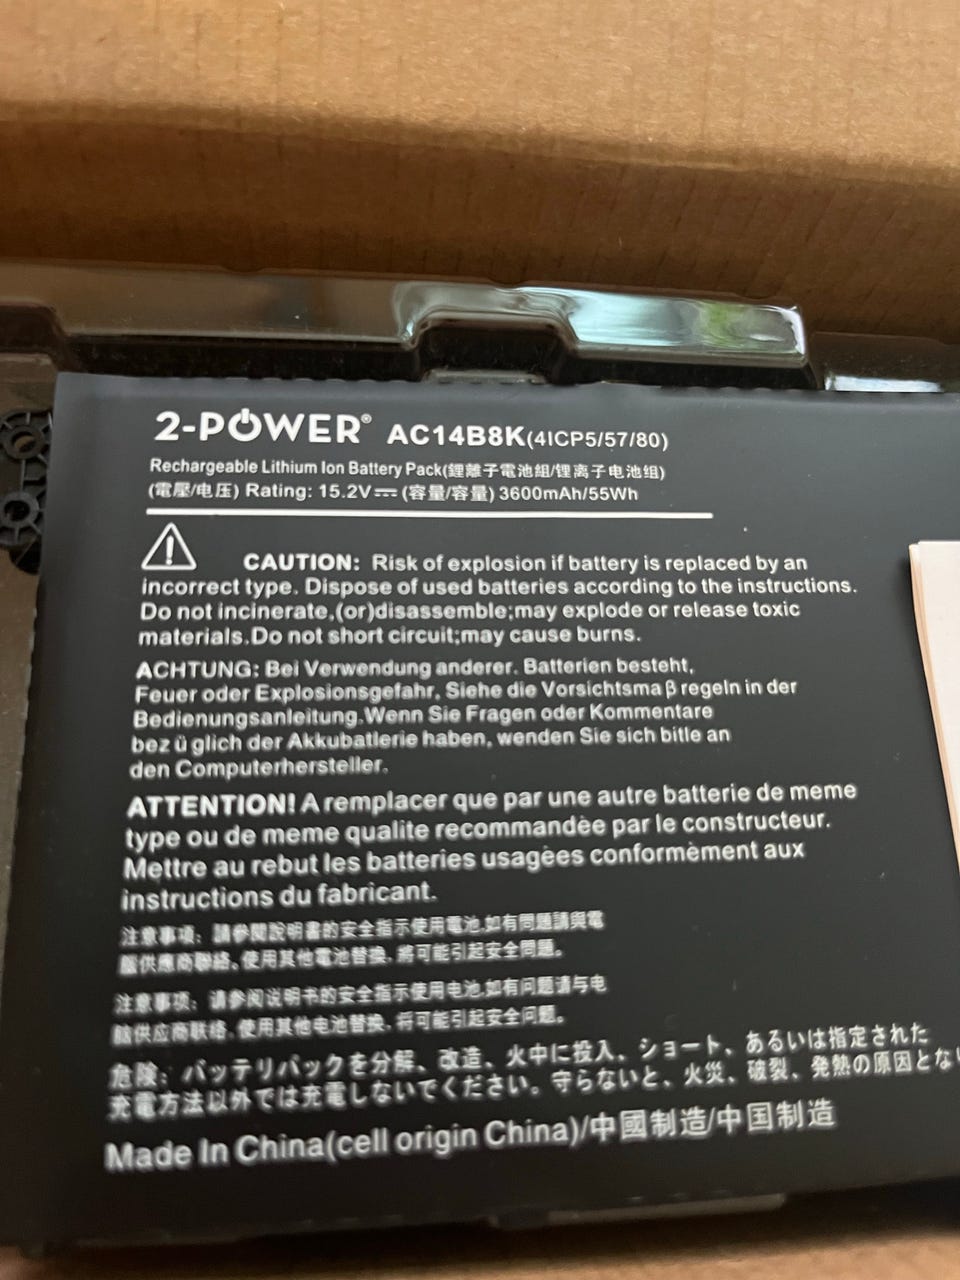 2-POWER® AC14B8K(4ICP5/57/80)
Rechargeable Lithium Ion Battery Pack(鋰離子電池組/锂离子电池组)
(電壓/电压) Rating: 15.2V⎓ (容量/容量) 3600mAh/55Wh
CAUTION: Risk of explosion if battery is replaced by an
incorrect type. Dispose of used batteries according to the instructions.
Do not incinerate,(or)disassemble;may explode or release toxic
materials.Do not short circuit;may cause burns.
ACHTUNG: Bei Verwendung anderer. Batterien besteht,
Feuer oder Explosionsgefahr, Siehe die Vorsichtsma β regeln in der
Bedienungsanleitung.Wenn Sie Fragen oder Kommentare
bez ü glich der Akkubatlerie haben, wenden Sie sich bitle an
den Computerhersteller.
ATTENTION! A remplacer que par une autre batterie de meme
type ou de meme qualite recommandèe par le constructeur.
Mettre au rebut les batteries usagèes conformèment aux
instructions du fabricant.
注意事項: 請參閱說明書的安全指示使用電池,如有問題請與電
腦供應商聯絡、使用其他電池替換,將可能引起安全問題。
注意事项: 请参阅说明书的安全指示使用电池,如有问题请与电
脑供应商联络、使用其他电池替换,将可能引起安全问题。
危険: バッテリパックを分解、改造、火中に投入、ショート、あるいは指定された
充電方法以外では充電しないでください。守らないと、火災、破裂、発熱の原因とな
Made In China(cell origin China)/中國制造/中国制造